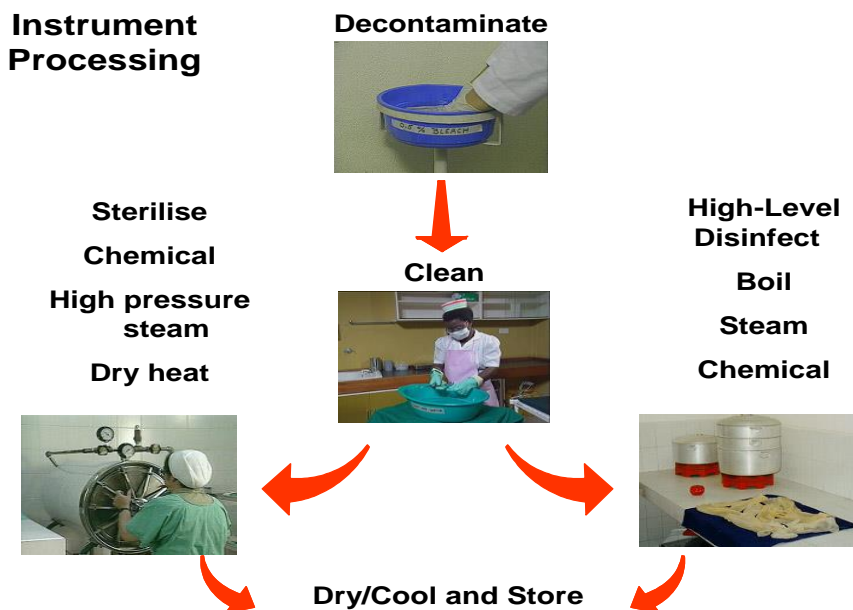 Instrument
Processing
Decontaminate
0.5 % BLEACH
Sterilise
Chemical
High pressure
steam
Dry heat
Clean
High-Level
Disinfect
Boil
Steam
Chemical
Dry/Cool and Store